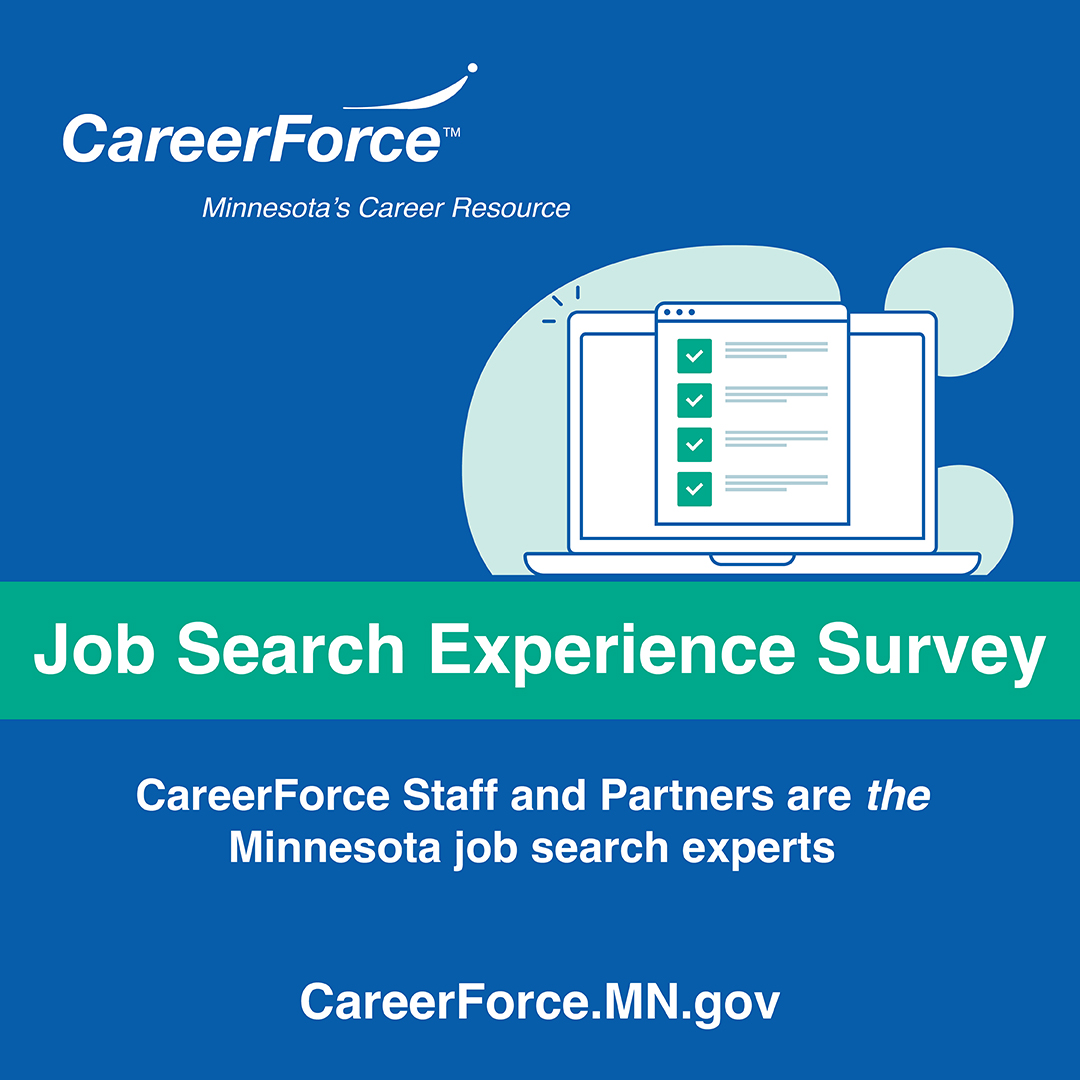 CareerForce™
Minnesota's Career Resource
Job Search Experience Survey
CareerForce Staff and Partners are the
Minnesota job search experts
CareerForce.MN.gov